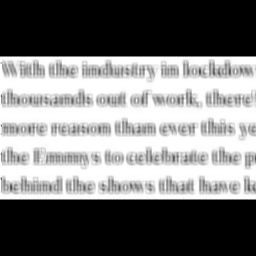 With the industry in lockdow
thousands out of work, there'
more reason than ever this ye
the Emmys to celebrate the p
behind the shows that have k